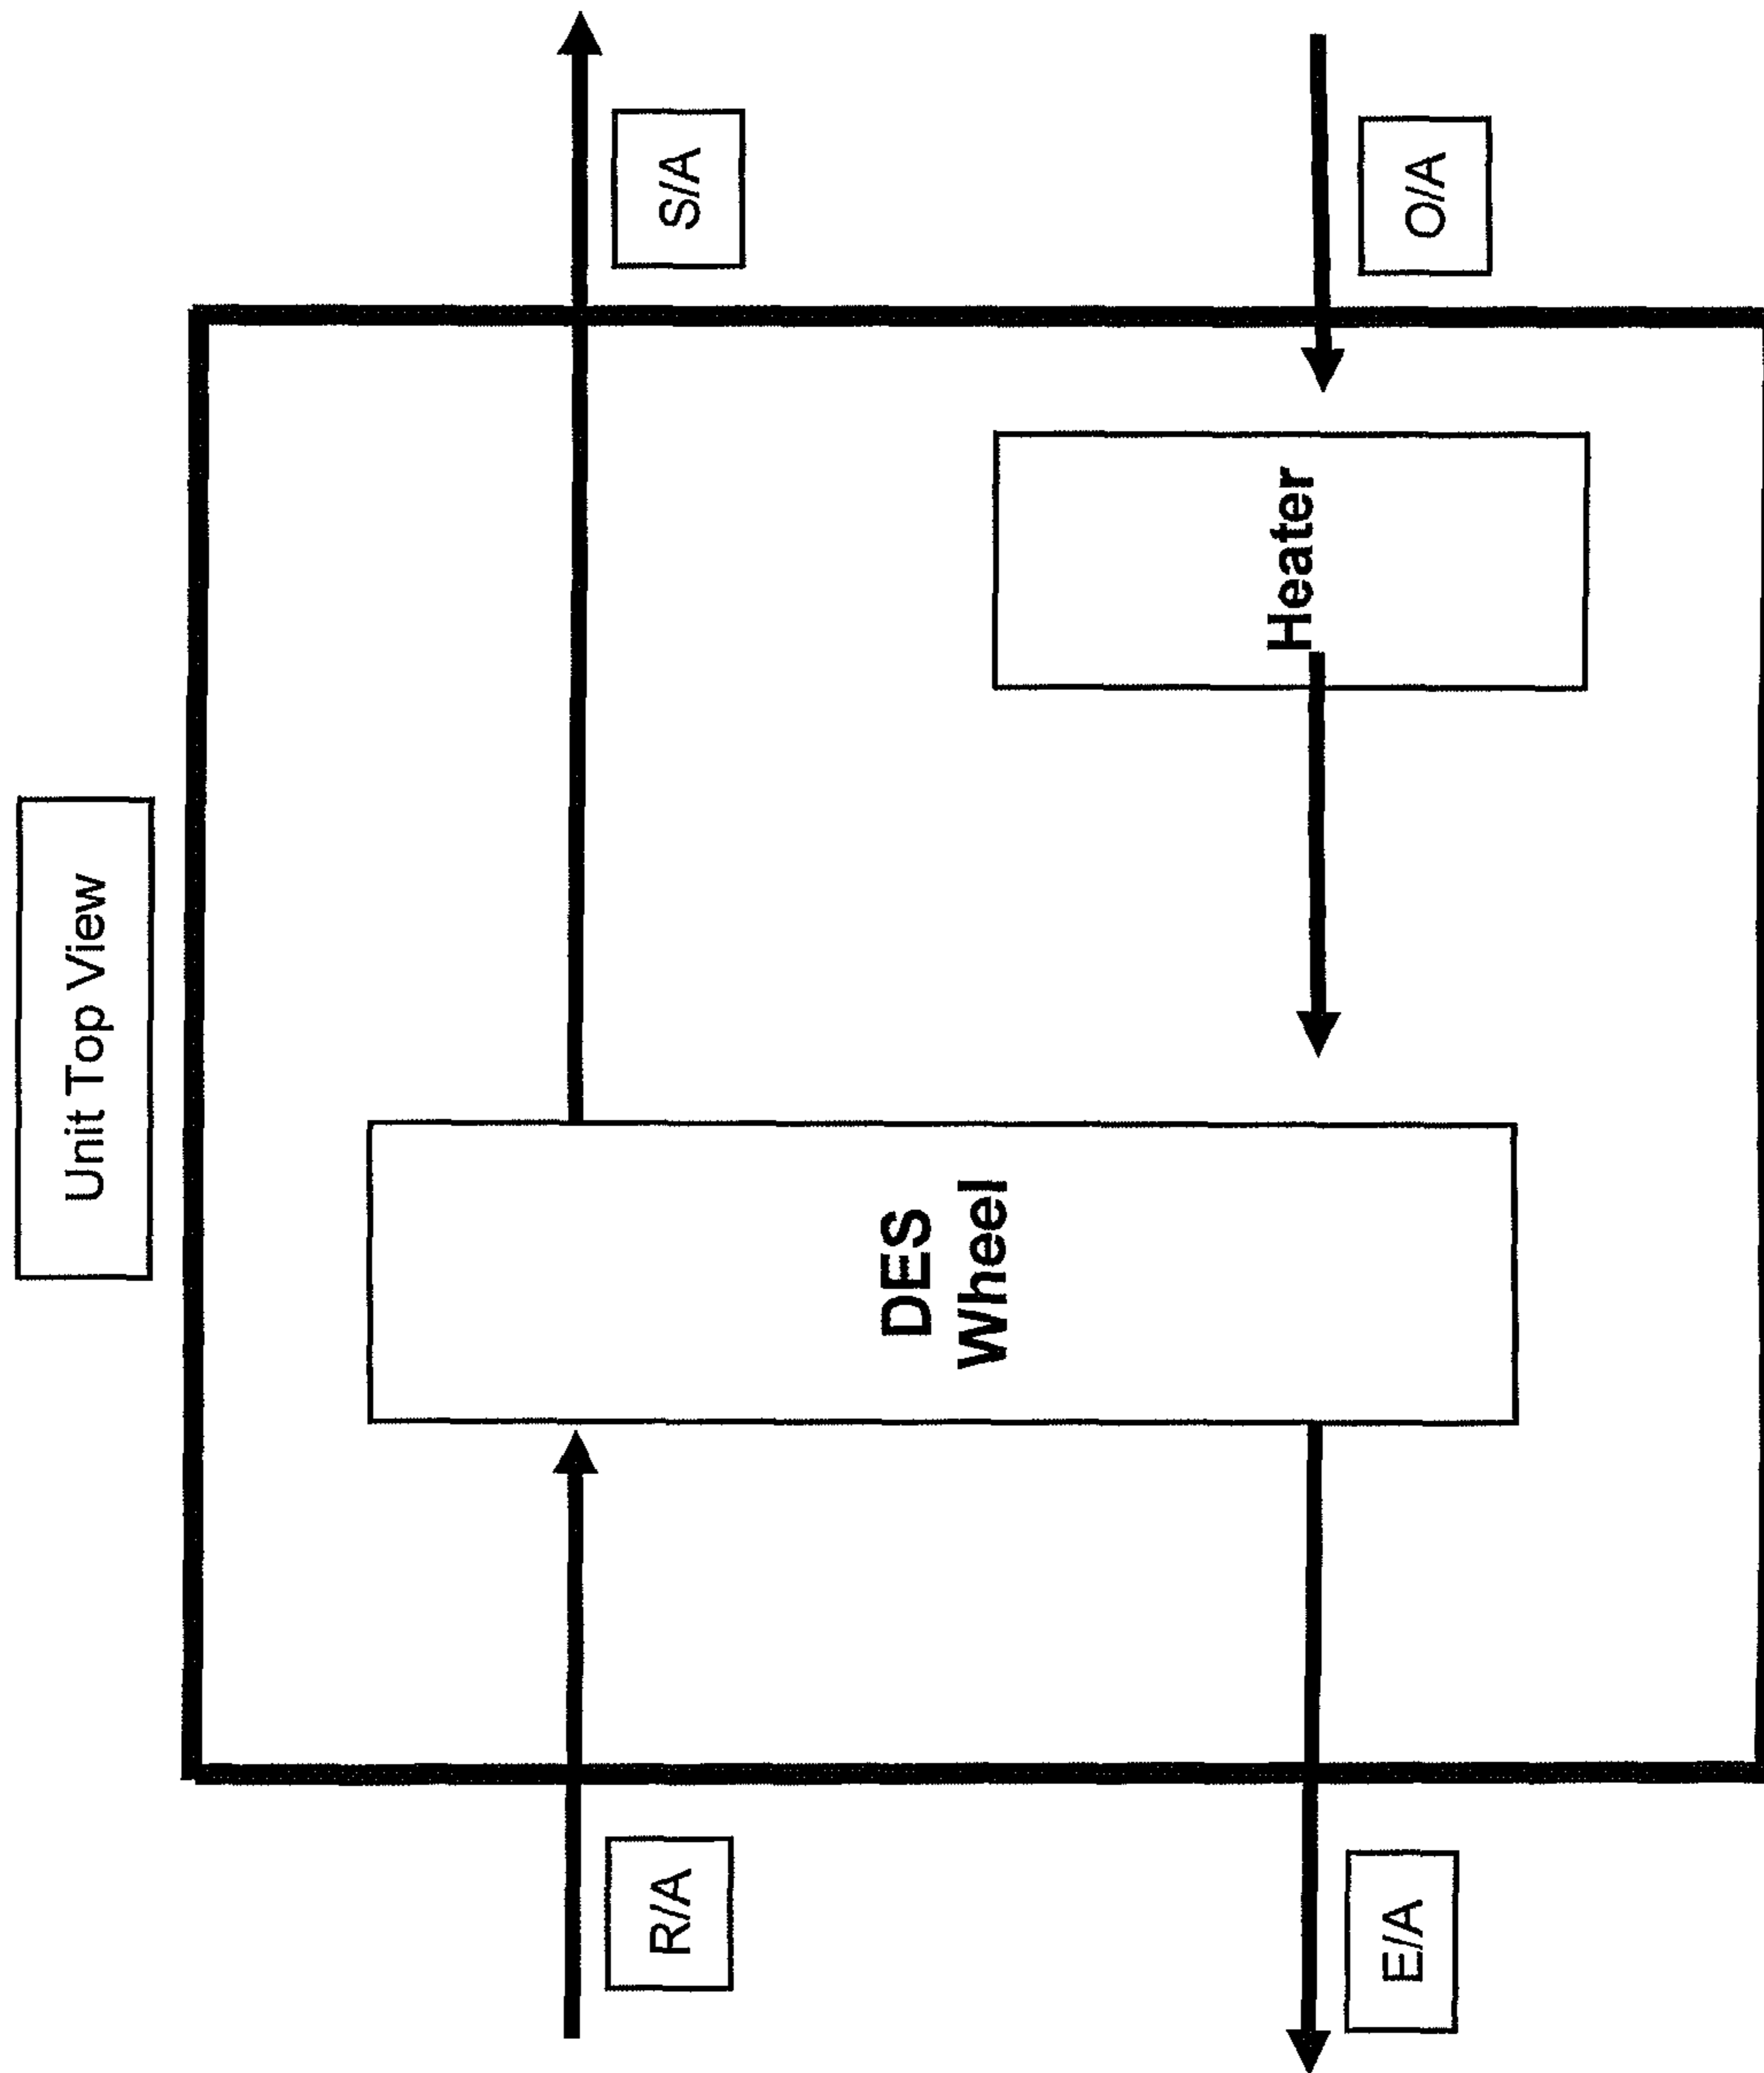 Unit Top View
R/A
S/A
DES
Wheel
Heater
E/A
O/A